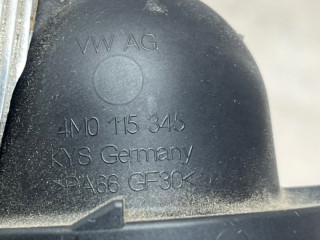 VW AG
4M0 115 345
KYS Germany
>PA66 GF30<